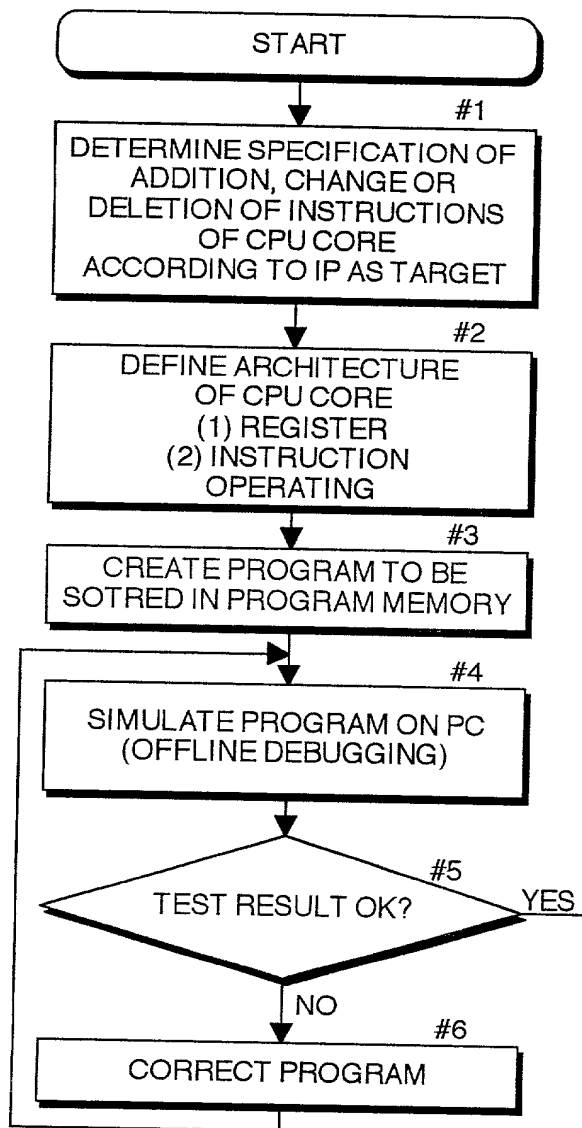 START
#1
DETERMINE SPECIFICATION OF
ADDITION, CHANGE OR
DELETION OF INSTRUCTIONS
OF CPU CORE
ACCORDING TO IP AS TARGET
#2
DEFINE ARCHITECTURE
OF CPU CORE
(1) REGISTER
(2) INSTRUCTION
OPERATING
#3
CREATE PROGRAM TO BE
SOTRED IN PROGRAM MEMORY
#4
SIMULATE PROGRAM ON PC
(OFFLINE DEBUGGING)
#5
TEST RESULT OK?
YES
NO
#6
CORRECT PROGRAM